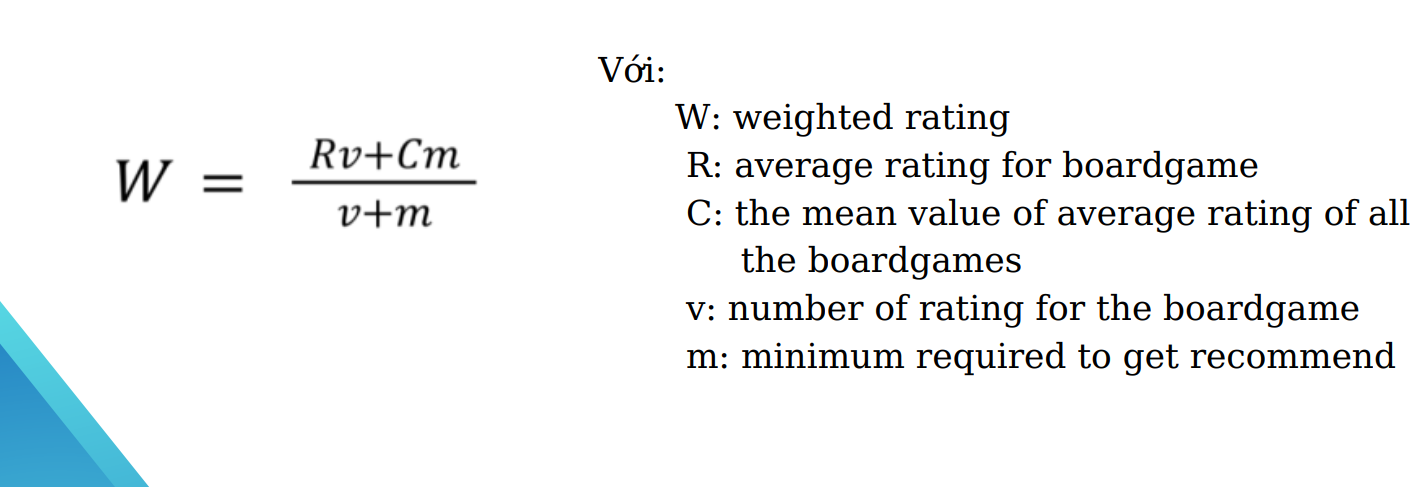 W = Rv+Cm / v+m
Với:
W: weighted rating
R: average rating for boardgame
C: the mean value of average rating of all
the boardgames
v: number of rating for the boardgame
m: minimum required to get recommend